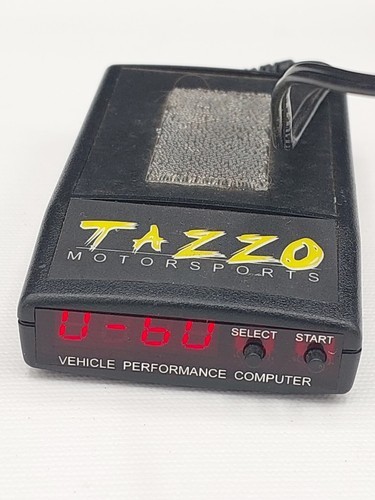 TAZZO
MOTORSPORTS
0-60
SELECT START
VEHICLE PERFORMANCE COMPUTER